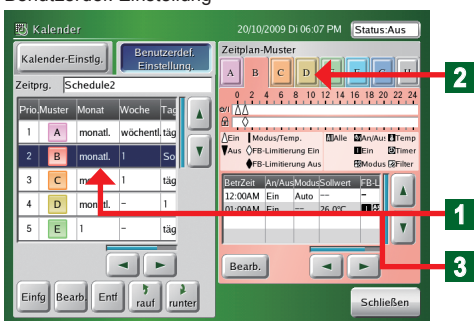 Benutzerdef. Einstellung
Kalender
20/10/2009 Di 06:07 PM
Status:Aus
Kalender-Einstlg.
Benutzerdef.
Einstellung.
Zeitprg.
Schedule2
Prio.
Muster
Monat
Woche
Tag
1 A monatl. wöchentl. täg
2 B monatl. 1 So
3 C 1 täg
4 D monatl. – 1
5 E 1 – täg
Einfg
Bearb.
Entf
rauf
runter
Zeitplan-Muster
A B C D
0 2 4 6 8 10 12 14 16 18 20 22 24
Ein Modus/Temp. Alle An/Aus Temp
Aus FB-Limitierung Ein Ein Timer
FB-Limitierung Aus Modus Filter
BetrZeit An/Aus Modus Sollwert FB-L
12:00AM Ein Auto -- –
01:00AM Ein -- 26.0°C
Bearb.
Schließen
2
1
3